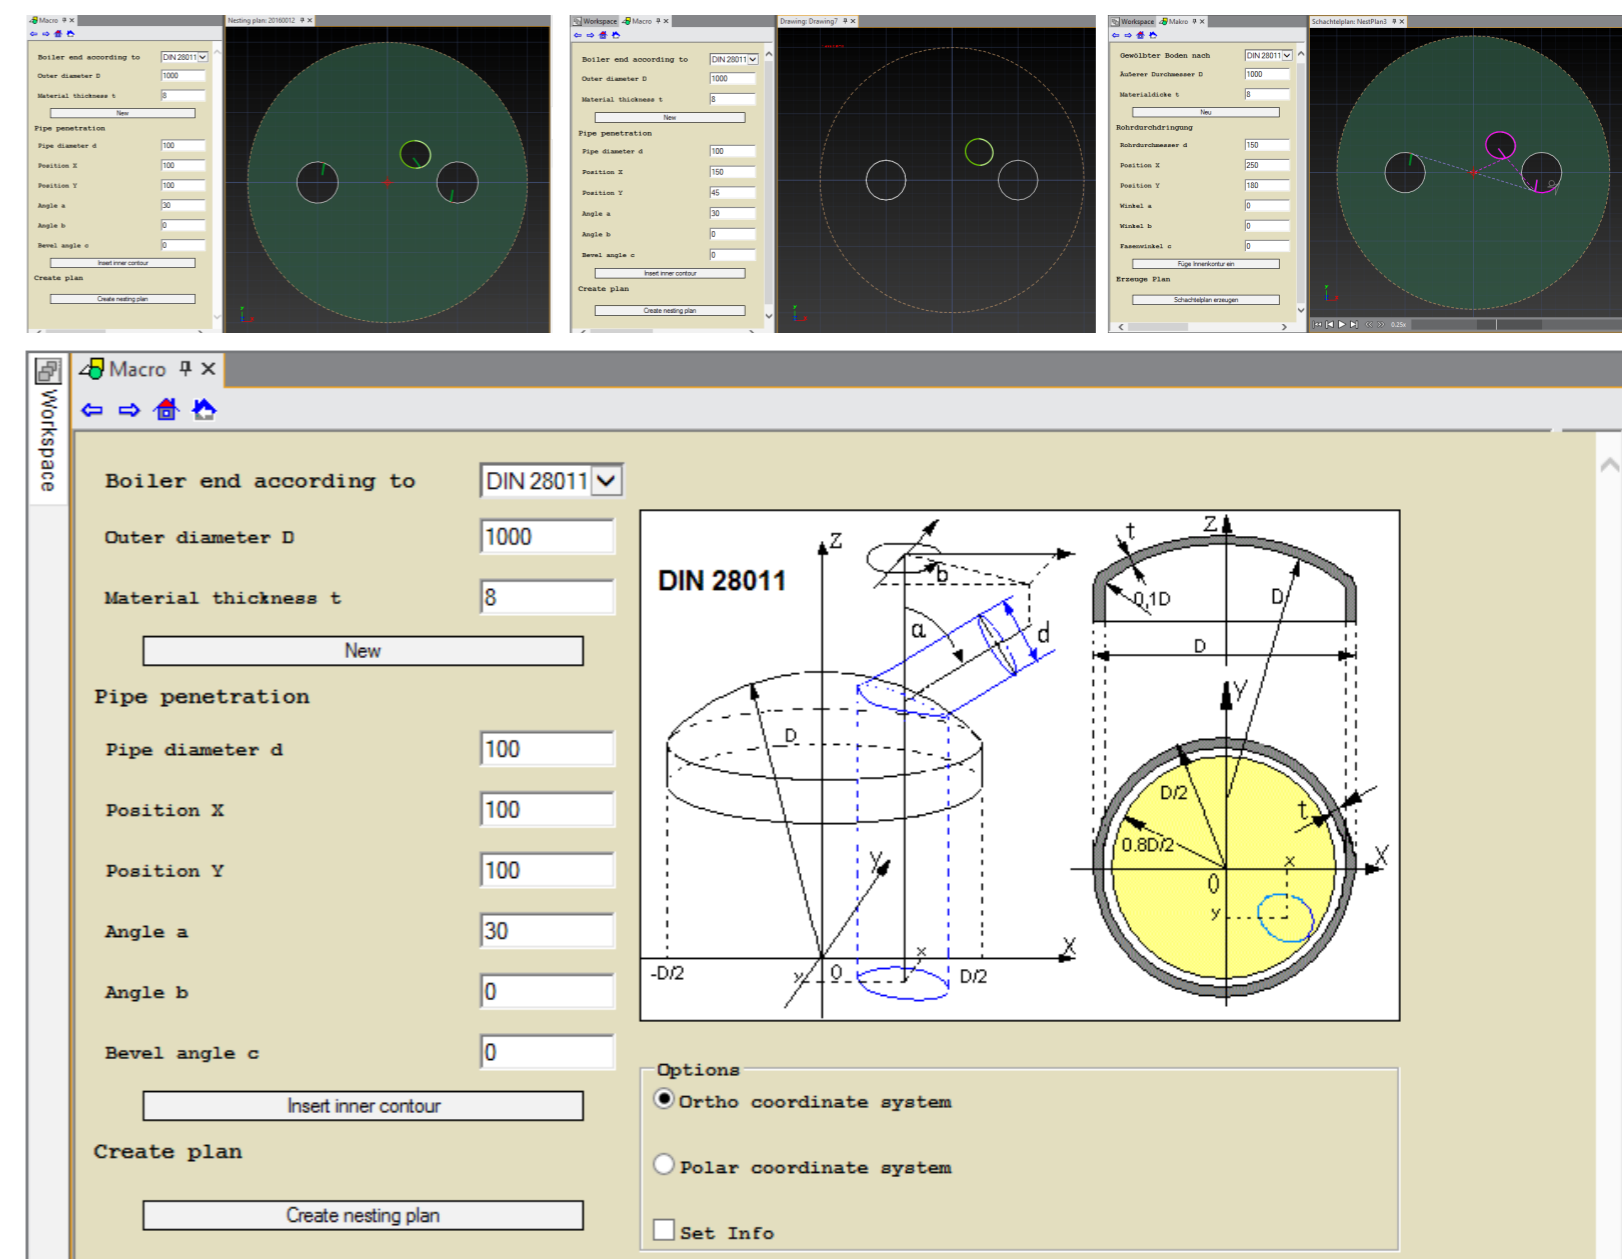 Macro
Nesting plan: 20160012
Boiler end according to
DIN 28011
Outer diameter D
1000
Material thickness t
8
New
Pipe penetration
Pipe diameter d
100
Position X
100
Position Y
100
Angle a
30
Angle b
0
Bevel angle c
0
Insert inner contour
Create plan
Create nesting plan
Workspace
Macro
Drawing: Drawing7
Boiler end according to
DIN 28011
Outer diameter D
1000
Material thickness t
8
New
Pipe penetration
Pipe diameter d
100
Position X
150
Position Y
45
Angle a
30
Angle b
0
Bevel angle c
0
Insert inner contour
Create plan
Create nesting plan
Workspace
Makro
Schachtelplan: NestPlan3
Gewölbter Boden nach
DIN 28011
Äußerer Durchmesser D
1000
Materialdicke t
8
Neu
Rohrdurchdringung
Rohrdurchmesser d
150
Position X
250
Position Y
180
Winkel a
0
Winkel b
0
Fasenwinkel c
0
Füge Innenkontur ein
Erzeuge Plan
Schachtelplan erzeugen
0.25x
Workspace
Macro
Boiler end according to
DIN 28011
Outer diameter D
1000
Material thickness t
8
New
Pipe penetration
Pipe diameter d
100
Position X
100
Position Y
100
Angle a
30
Angle b
0
Bevel angle c
0
Insert inner contour
Create plan
Create nesting plan
DIN 28011
Z
b
a
d
D
y
X
-D/2
y
0
x
D/2
t
Z
0,1D
D
D
y
D/2
t
0.8D/2
x
X
0
y
Options
Ortho coordinate system
Polar coordinate system
Set Info